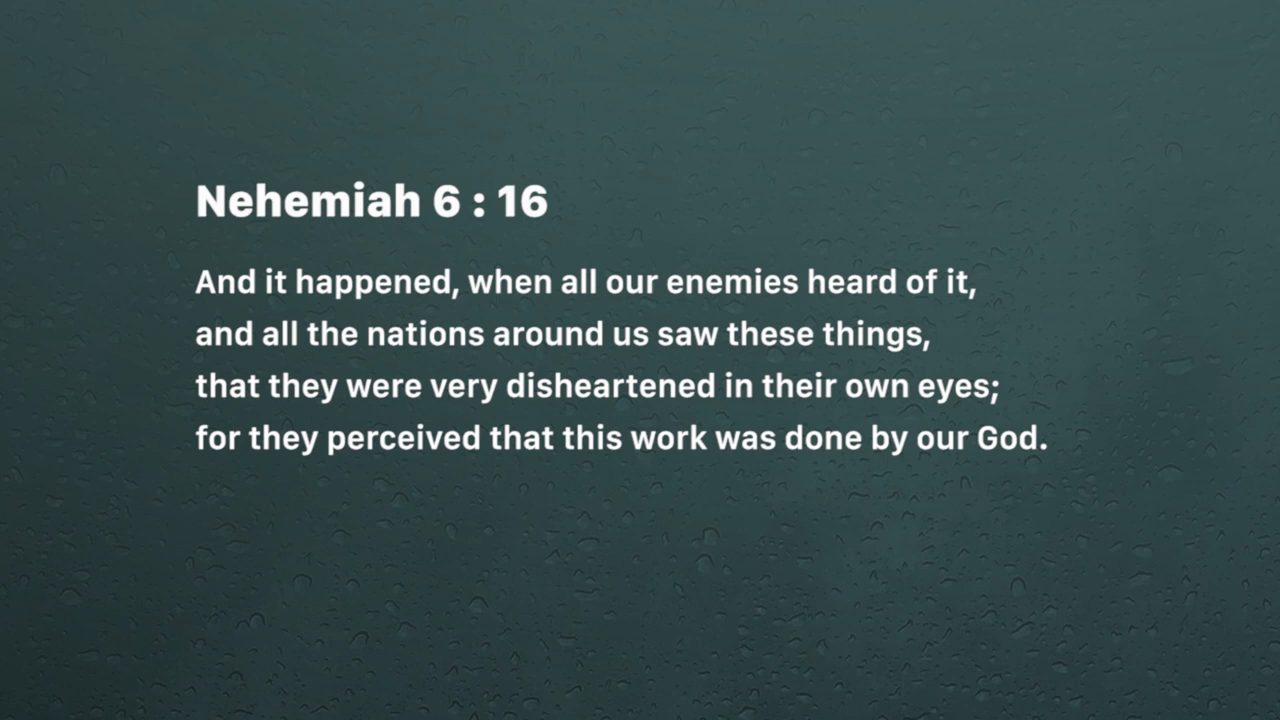 Nehemiah 6 : 16
And it happened, when all our enemies heard of it,
and all the nations around us saw these things,
that they were very disheartened in their own eyes;
for they perceived that this work was done by our God.